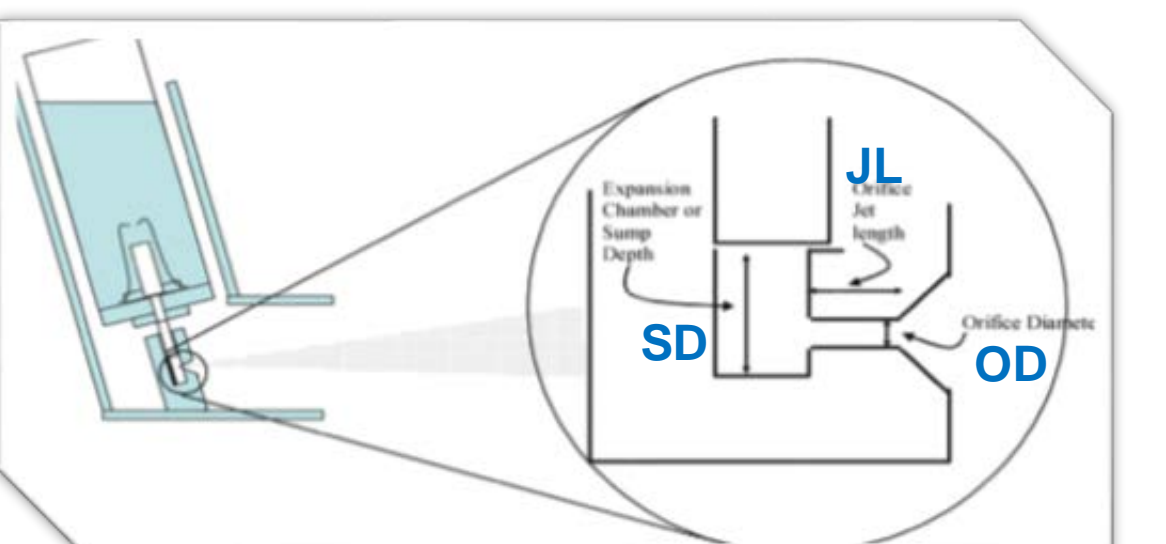 JL
Expansion
Chamber or
Sump
Depth
Orifice
Jet
length
SD
Orifice Diamete
OD